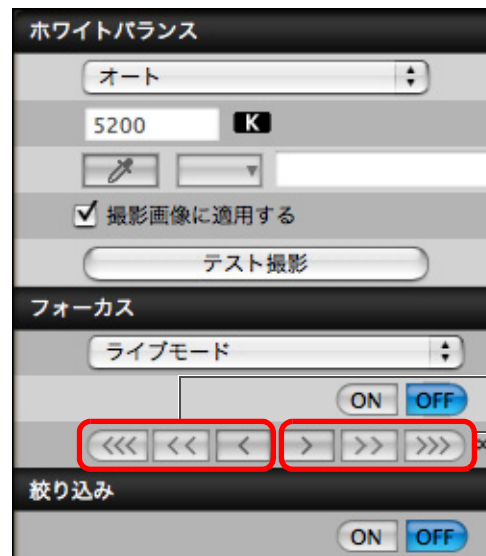 ホワイトバランス
オート
5200 K
撮影画像に適用する
テスト撮影
フォーカス
ライブモード
ON OFF
<<< << < > >> >>>
絞り込み
ON OFF